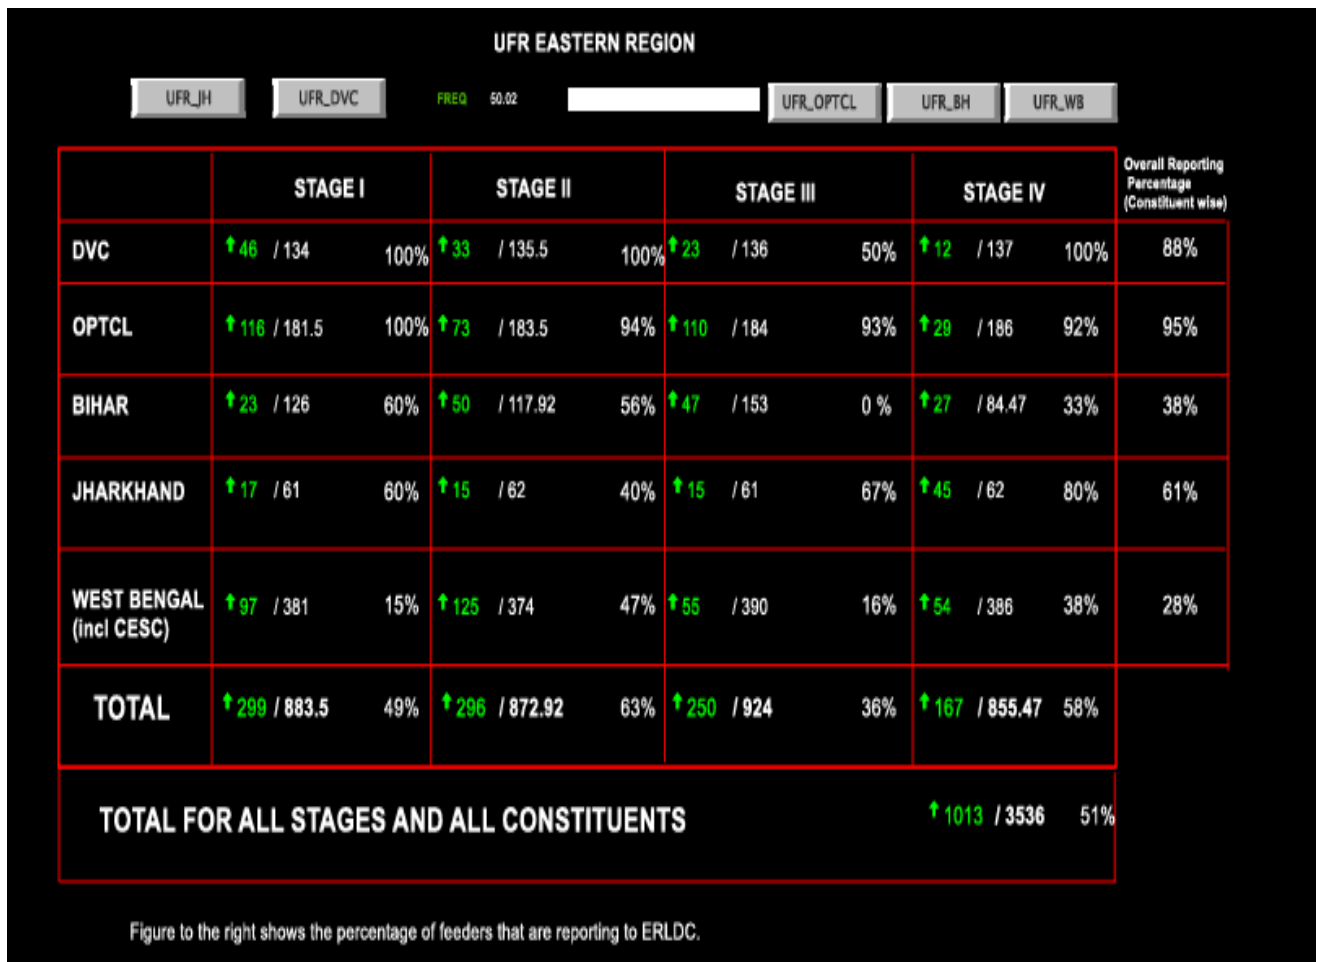 UFR EASTERN REGION
UFR_JH UFR_DVC FREQ 50.02 UFR_OPTCL UFR_BH UFR_WB
STAGE I STAGE II STAGE III STAGE IV Overall Reporting
Percentage
(Constituent wise)
DVC 46 / 134 100% 33 / 135.5 100% 23 / 136 50% 12 / 137 100% 88%
OPTCL 116 / 181.5 100% 73 / 183.5 94% 110 / 184 93% 29 / 186 92% 95%
BIHAR 23 / 126 60% 50 / 117.92 56% 47 / 153 0 % 27 / 84.47 33% 38%
JHARKHAND 17 / 61 60% 15 / 62 40% 15 / 61 67% 45 / 62 80% 61%
WEST BENGAL
(incl CESC) 97 / 381 15% 125 / 374 47% 55 / 390 16% 54 / 386 38% 28%
TOTAL 299 / 883.5 49% 296 / 872.92 63% 250 / 924 36% 167 / 855.47 58%
TOTAL FOR ALL STAGES AND ALL CONSTITUENTS 1013 / 3536 51%
Figure to the right shows the percentage of feeders that are reporting to ERLDC.